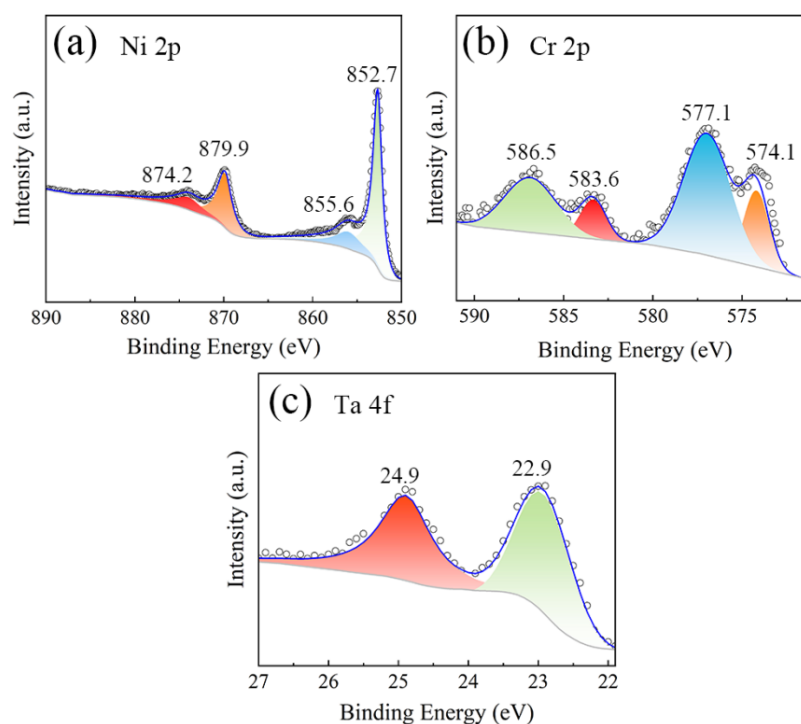 (a) Ni 2p
852.7
879.9
874.2
855.6
Intensity (a.u.)
890 880 870 860 850
Binding Energy (eV)
(b) Cr 2p
577.1
574.1
586.5
583.6
Intensity (a.u.)
590 585 580 575
Binding Energy (eV)
(c) Ta 4f
24.9
22.9
Intensity (a.u.)
27 26 25 24 23 22
Binding Energy (eV)